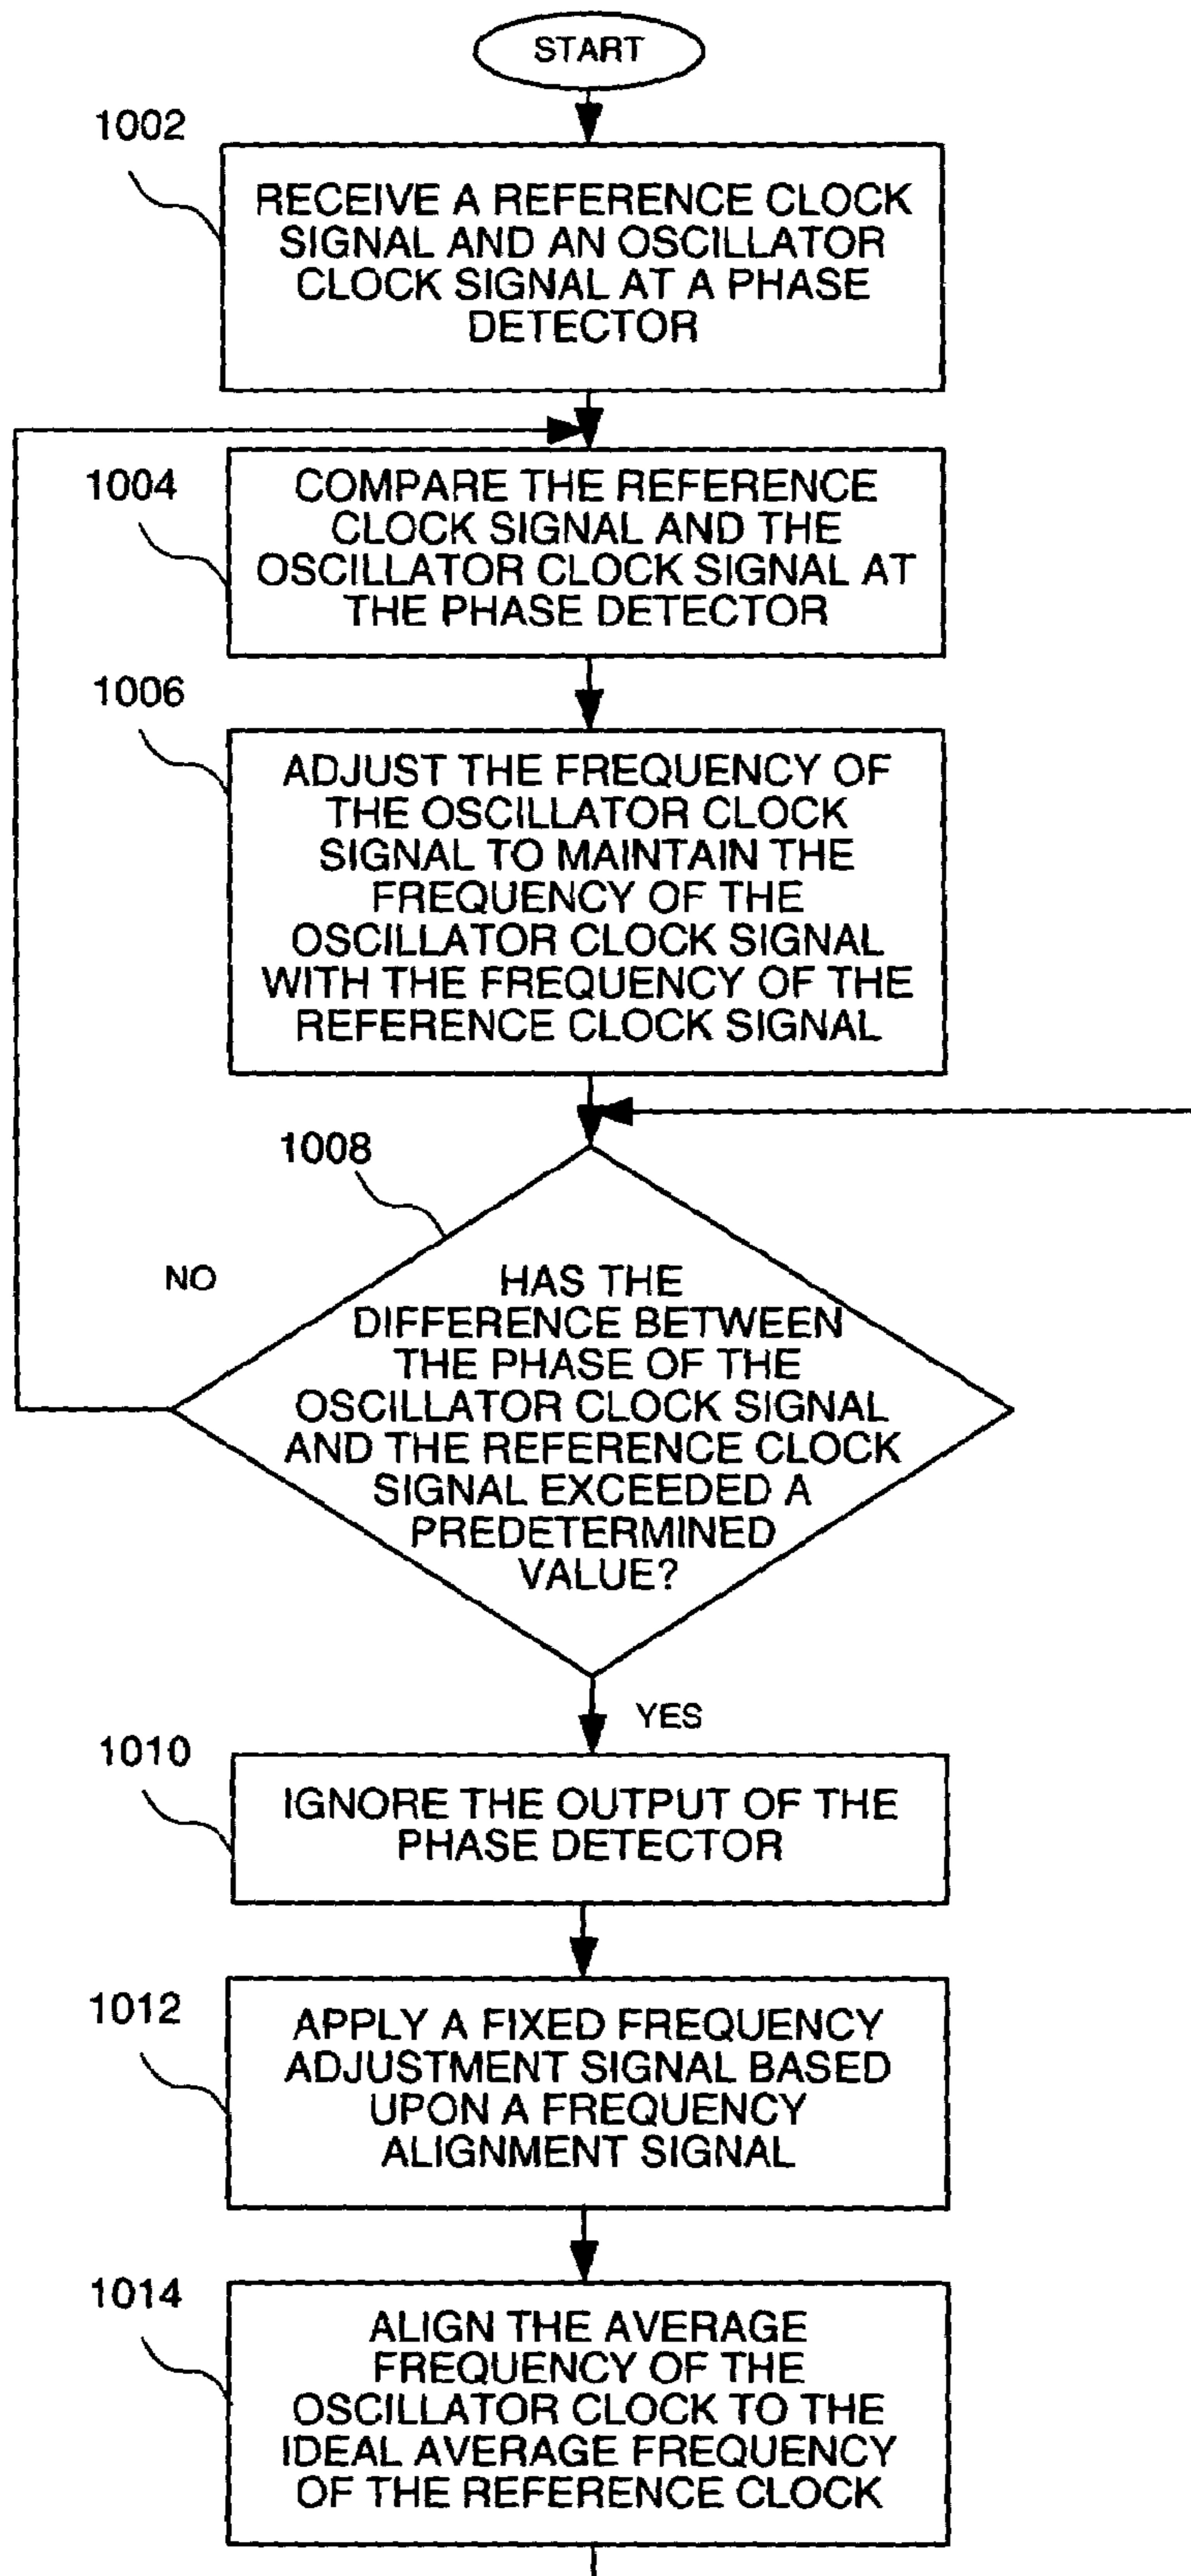 START
1002
RECEIVE A REFERENCE CLOCK
SIGNAL AND AN OSCILLATOR
CLOCK SIGNAL AT A PHASE
DETECTOR
1004
COMPARE THE REFERENCE
CLOCK SIGNAL AND THE
OSCILLATOR CLOCK SIGNAL AT
THE PHASE DETECTOR
1006
ADJUST THE FREQUENCY OF
THE OSCILLATOR CLOCK
SIGNAL TO MAINTAIN THE
FREQUENCY OF THE
OSCILLATOR CLOCK SIGNAL
WITH THE FREQUENCY OF THE
REFERENCE CLOCK SIGNAL
1008
NO
HAS THE
DIFFERENCE BETWEEN
THE PHASE OF THE
OSCILLATOR CLOCK SIGNAL
AND THE REFERENCE CLOCK
SIGNAL EXCEEDED A
PREDETERMINED
VALUE?
YES
1010
IGNORE THE OUTPUT OF THE
PHASE DETECTOR
1012
APPLY A FIXED FREQUENCY
ADJUSTMENT SIGNAL BASED
UPON A FREQUENCY
ALIGNMENT SIGNAL
1014
ALIGN THE AVERAGE
FREQUENCY OF THE
OSCILLATOR CLOCK TO THE
IDEAL AVERAGE FREQUENCY
OF THE REFERENCE CLOCK